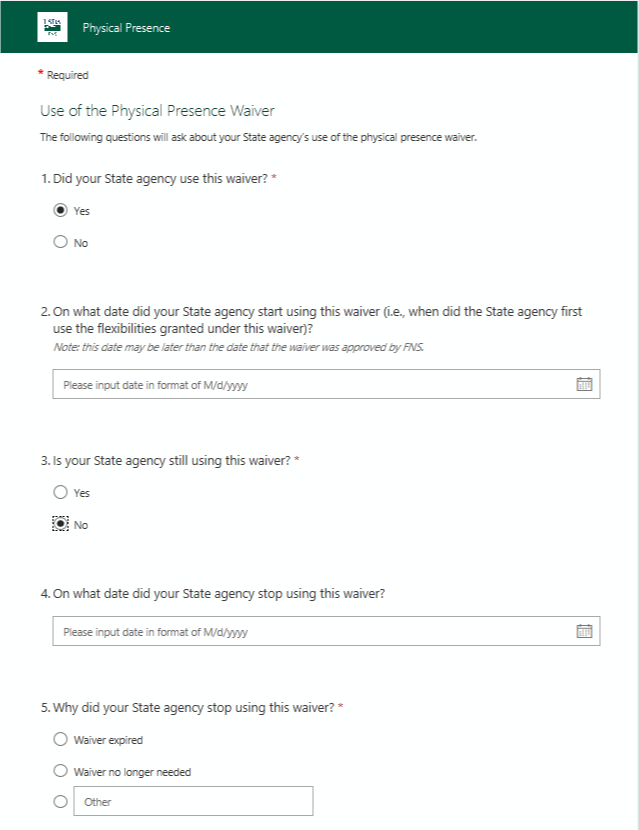 Physical Presence
* Required
Use of the Physical Presence Waiver
The following questions will ask about your State agency's use of the physical presence waiver.
1. Did your State agency use this waiver? *
Yes
No
2. On what date did your State agency start using this waiver (i.e., when did the State agency first
use the flexibilities granted under this waiver)?
Note: this date may be later than the date that the waiver was approved by FNS.
Please input date in format of M/d/yyyy
3. Is your State agency still using this waiver? *
Yes
No
4. On what date did your State agency stop using this waiver?
Please input date in format of M/d/yyyy
5. Why did your State agency stop using this waiver? *
Waiver expired
Waiver no longer needed
Other